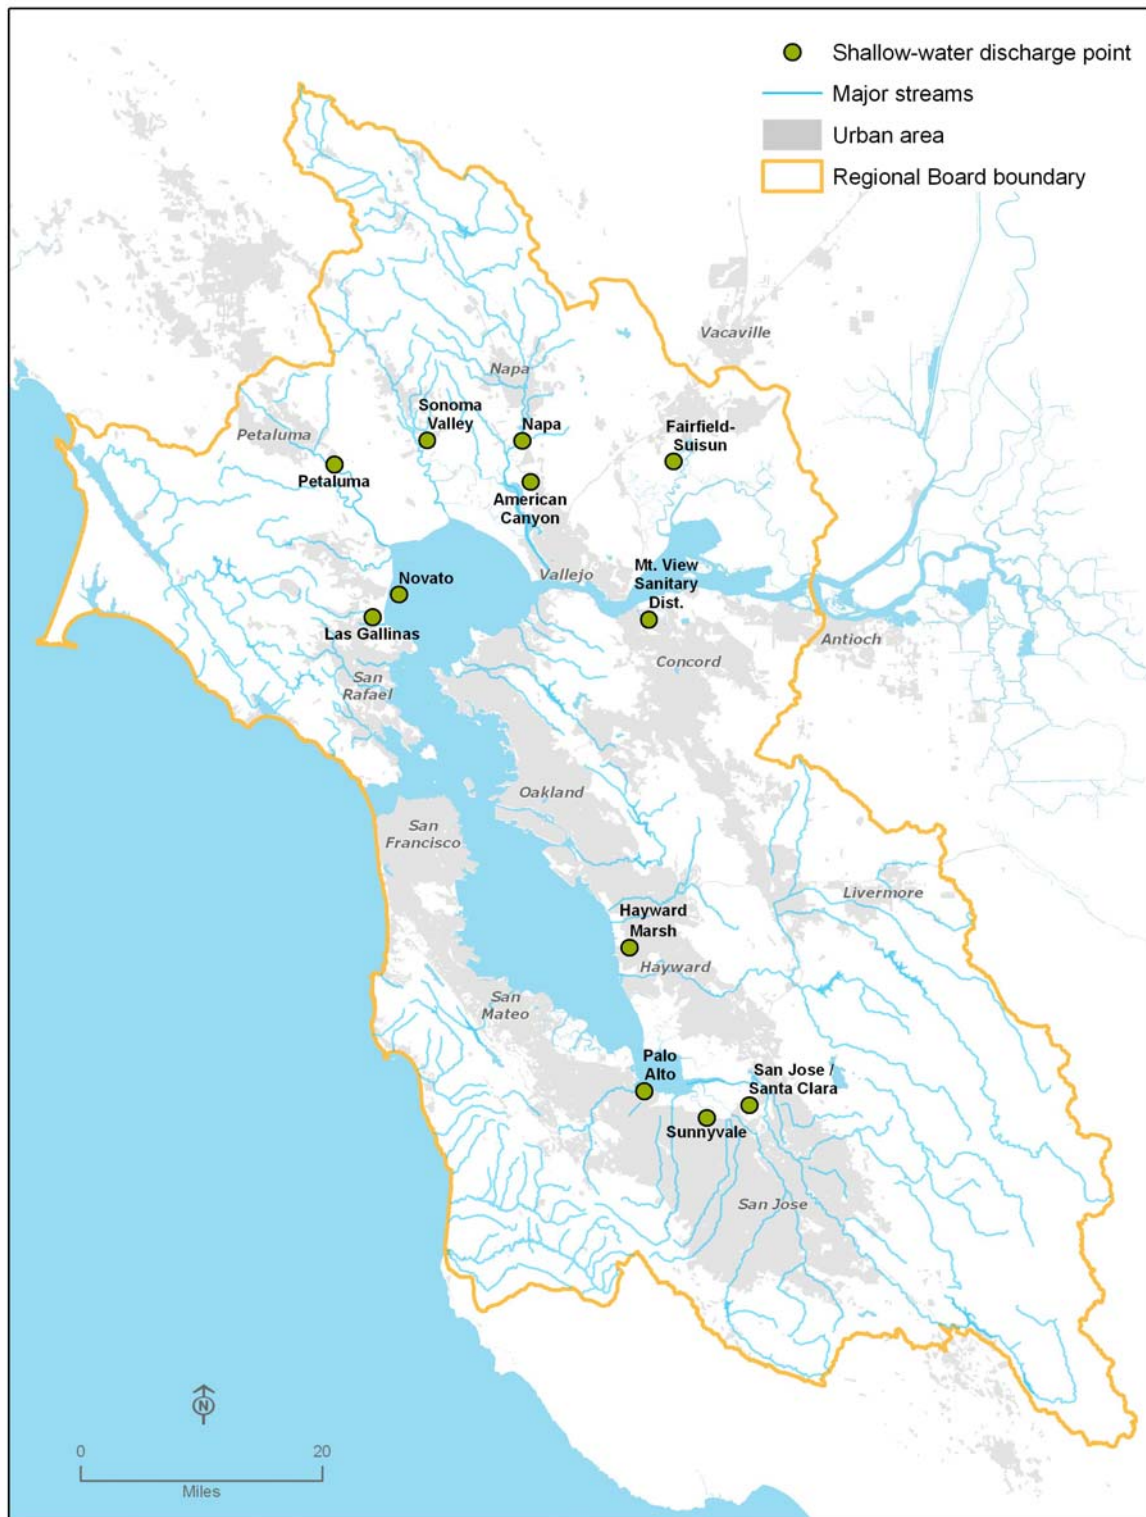 Shallow-water discharge point
Major streams
Urban area
Regional Board boundary
Vacaville
Napa
Sonoma
Valley
Napa
Fairfield-
Suisun
Petaluma
Petaluma
American
Canyon
Vallejo
Mt. View
Sanitary
Dist.
Novato
Las Gallinas
Antioch
Concord
San
Rafael
Oakland
San
Francisco
Livermore
Hayward
Marsh
Hayward
San
Mateo
Palo
Alto
San Jose /
Santa Clara
Sunnyvale
San Jose
N
0 20
Miles